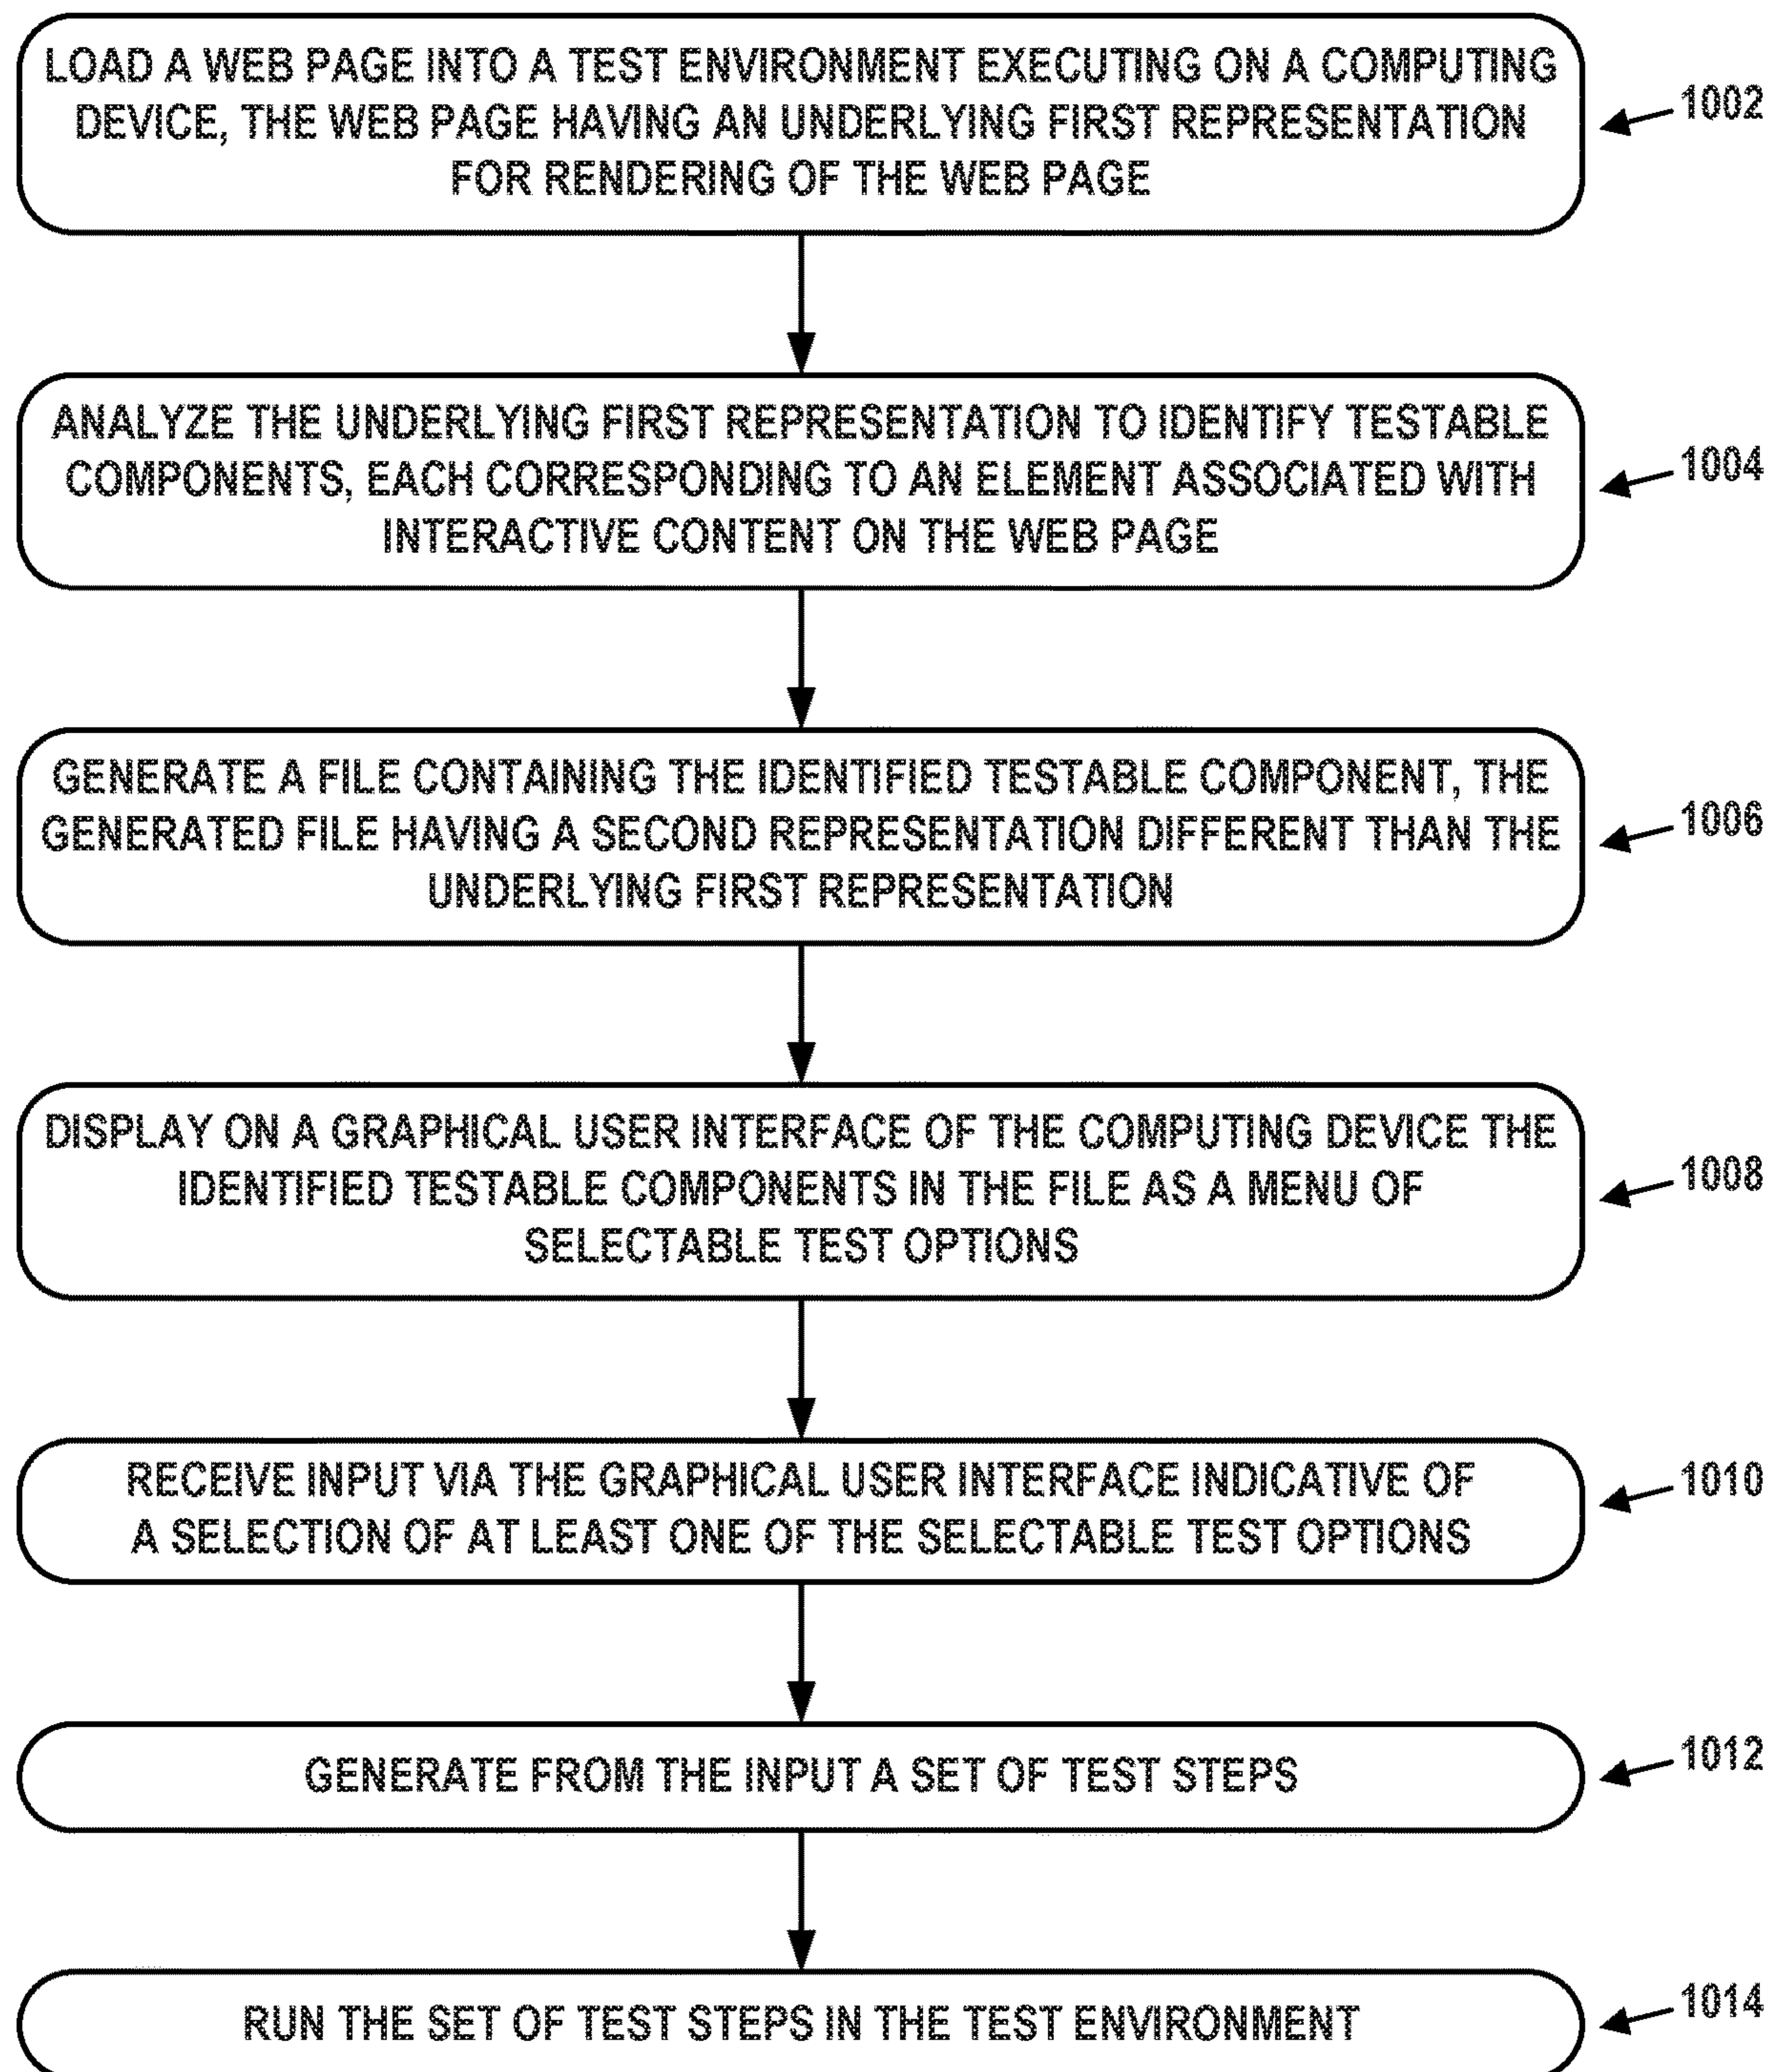 LOAD A WEB PAGE INTO A TEST ENVIRONMENT EXECUTING ON A COMPUTING
DEVICE, THE WEB PAGE HAVING AN UNDERLYING FIRST REPRESENTATION
FOR RENDERING OF THE WEB PAGE
1002
ANALYZE THE UNDERLYING FIRST REPRESENTATION TO IDENTIFY TESTABLE
COMPONENTS, EACH CORRESPONDING TO AN ELEMENT ASSOCIATED WITH
INTERACTIVE CONTENT ON THE WEB PAGE
1004
GENERATE A FILE CONTAINING THE IDENTIFIED TESTABLE COMPONENT, THE
GENERATED FILE HAVING A SECOND REPRESENTATION DIFFERENT THAN THE
UNDERLYING FIRST REPRESENTATION
1006
DISPLAY ON A GRAPHICAL USER INTERFACE OF THE COMPUTING DEVICE THE
IDENTIFIED TESTABLE COMPONENTS IN THE FILE AS A MENU OF
SELECTABLE TEST OPTIONS
1008
RECEIVE INPUT VIA THE GRAPHICAL USER INTERFACE INDICATIVE OF
A SELECTION OF AT LEAST ONE OF THE SELECTABLE TEST OPTIONS
1010
GENERATE FROM THE INPUT A SET OF TEST STEPS
1012
RUN THE SET OF TEST STEPS IN THE TEST ENVIRONMENT
1014